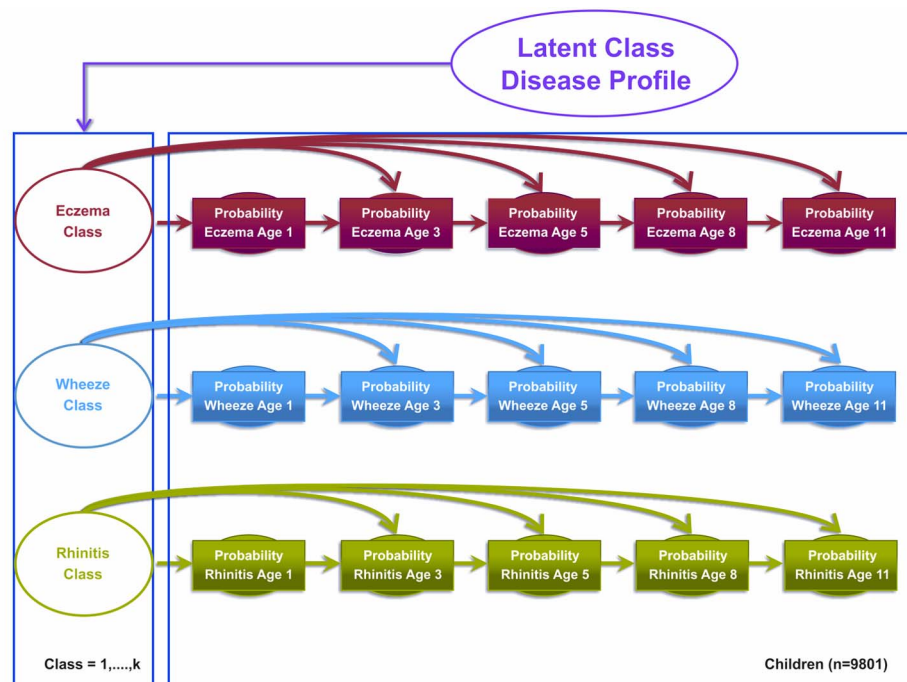 Latent Class
Disease Profile
Eczema
Class
Probability
Eczema Age 1
Probability
Eczema Age 3
Probability
Eczema Age 5
Probability
Eczema Age 8
Probability
Eczema Age 11
Wheeze
Class
Probability
Wheeze Age 1
Probability
Wheeze Age 3
Probability
Wheeze Age 5
Probability
Wheeze Age 8
Probability
Wheeze Age 11
Rhinitis
Class
Probability
Rhinitis Age 1
Probability
Rhinitis Age 3
Probability
Rhinitis Age 5
Probability
Rhinitis Age 8
Probability
Rhinitis Age 11
Class = 1,....,k
Children (n=9801)